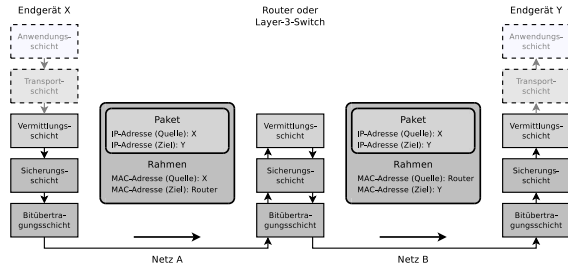 Endgerät X
Router oder
Layer-3-Switch
Endgerät Y
Anwendungs-
schicht
Anwendungs-
schicht
Transport-
schicht
Transport-
schicht
Vermittlungs-
schicht
Paket
IP-Adresse (Quelle): X
IP-Adresse (Ziel): Y
Rahmen
MAC-Adresse (Quelle): X
MAC-Adresse (Ziel): Router
Vermittlungs-
schicht
Paket
IP-Adresse (Quelle): X
IP-Adresse (Ziel): Y
Rahmen
MAC-Adresse (Quelle): Router
MAC-Adresse (Ziel): Y
Vermittlungs-
schicht
Sicherungs-
schicht
Sicherungs-
schicht
Sicherungs-
schicht
Bitübertra-
gungsschicht
Bitübertra-
gungsschicht
Bitübertra-
gungsschicht
Netz A
Netz B